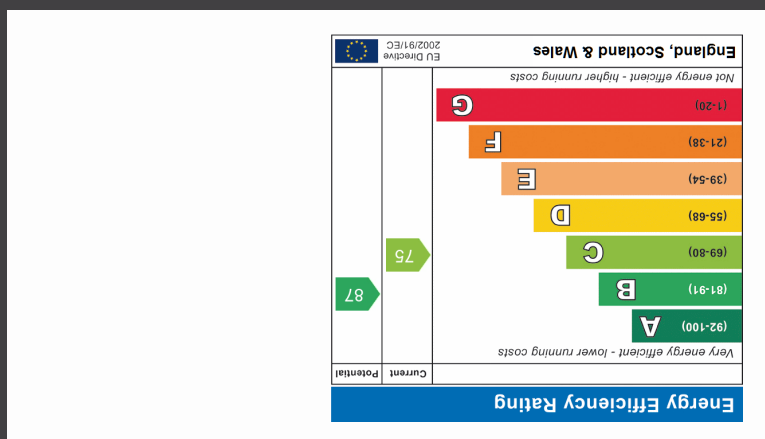 Energy Efficiency Rating
Current Potential
Very energy efficient - lower running costs
(92-100) A
(81-91) B
87
(69-80) C
75
(55-68) D
(39-54) E
(21-38) F
(1-20) G
Not energy efficient - higher running costs
England, Scotland & Wales
EU Directive
2002/91/EC